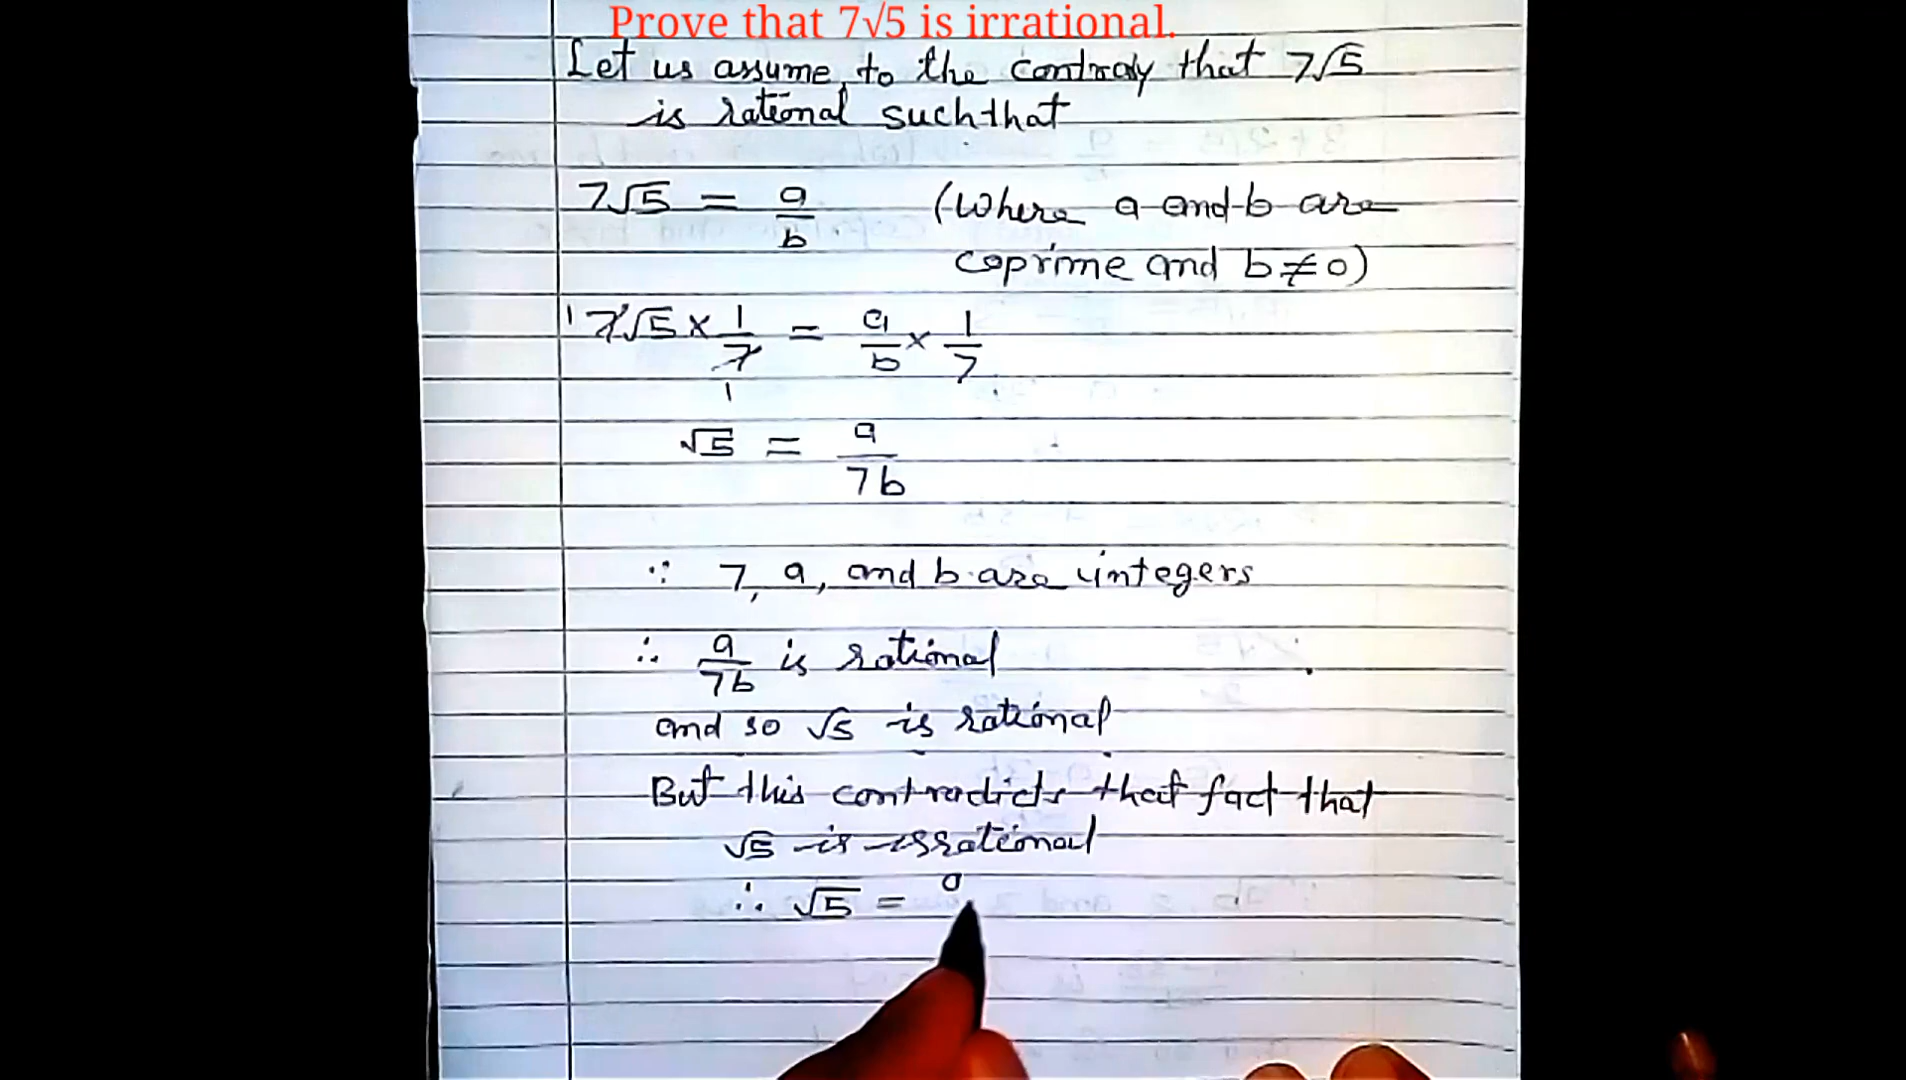 Prove that 7√5 is irrational.
Let us assume, to the contrary that 7√5
is rational such that
7√5 = a/b (where a and b are
coprime and b≠0)
7√5 × 1/7 = a/b × 1/7
√5 = a/7b
∵ 7, a, and b are integers
∴ a/7b is rational
and so √5 is rational
But this contradicts that fact that
√5 is irrational
∴ √5 = a